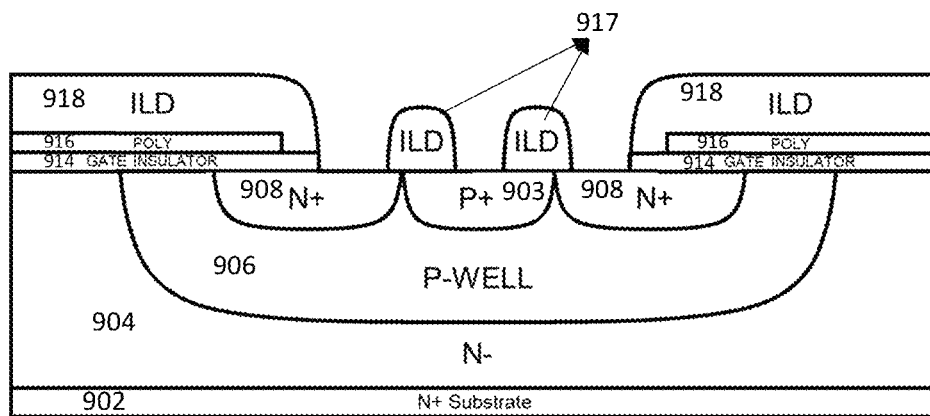 917
918 ILD
918 ILD
ILD ILD
916 POLY
916 POLY
914 GATE INSULATOR
914 GATE INSULATOR
908 N+
P+ 903
908 N+
906
P-WELL
904
N-
902
N+ Substrate